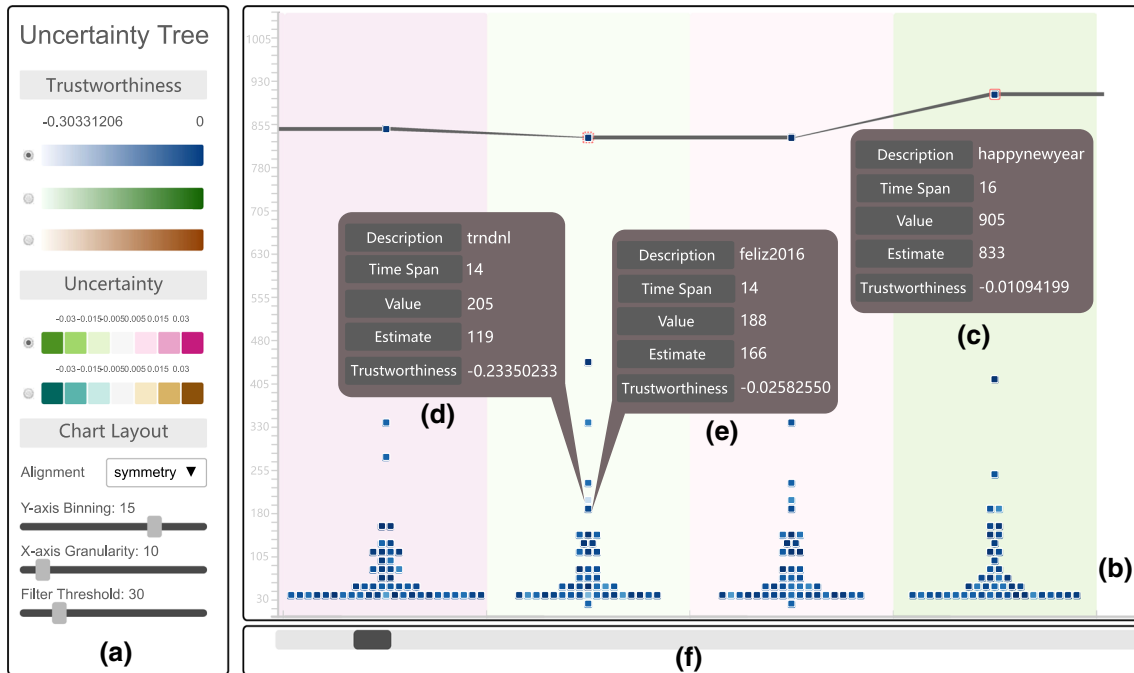 Uncertainty Tree
Trustworthiness
-0.30331206 0
Uncertainty
-0.03 -0.015 -0.005 0.005 0.015 0.03
-0.03 -0.015 -0.005 0.005 0.015 0.03
Chart Layout
Alignment symmetry ▼
Y-axis Binning: 15
X-axis Granularity: 10
Filter Threshold: 30
(a)
1005
930
855
780
705
630
555
480
405
330
255
180
105
30
Description trndnl
Time Span 14
Value 205
Estimate 119
Trustworthiness -0.23350233
(d)
Description feliz2016
Time Span 14
Value 188
Estimate 166
Trustworthiness -0.02582550
(e)
Description happynewyear
Time Span 16
Value 905
Estimate 833
Trustworthiness -0.01094199
(c)
(b)
(f)